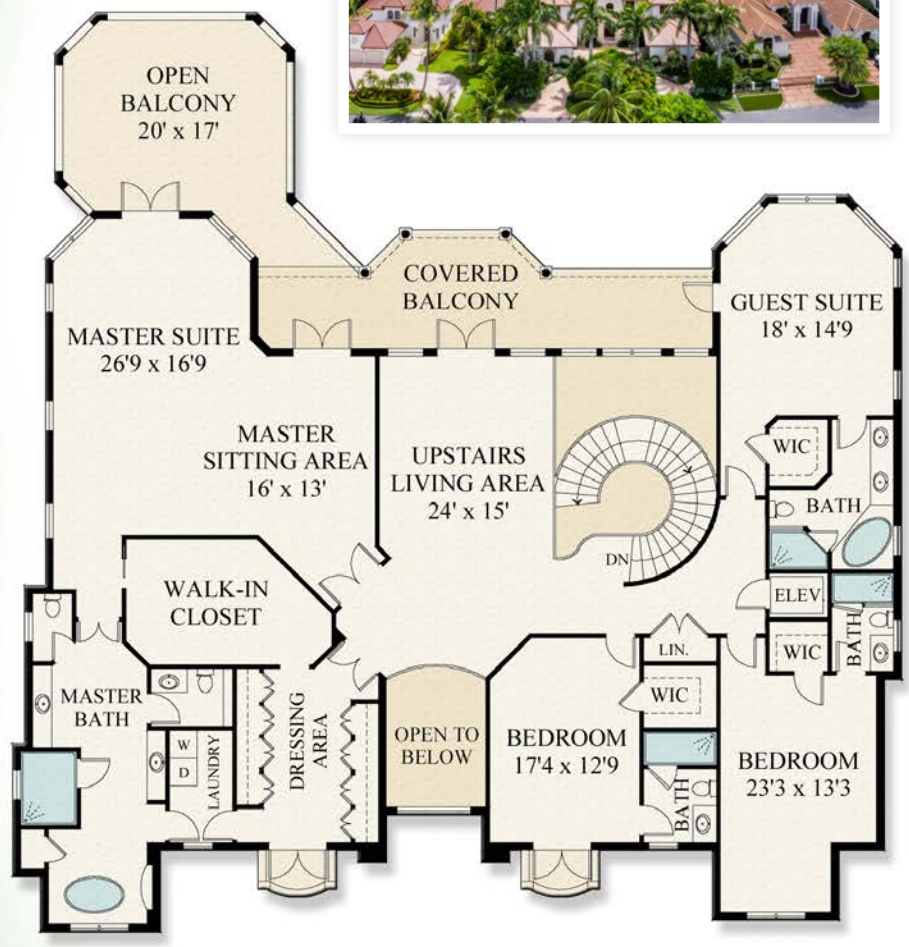 OPEN
BALCONY
20' x 17'
COVERED
BALCONY
GUEST SUITE
18' x 14'9
MASTER SUITE
26'9 x 16'9
MASTER
SITTING AREA
16' x 13'
UPSTAIRS
LIVING AREA
24' x 15'
WIC
BATH
DN
WALK-IN
CLOSET
ELEV.
LIN.
WIC
BATH
MASTER
BATH
WIC
DRESSING
AREA
OPEN TO
BELOW
W
D
LAUNDRY
BEDROOM
17'4 x 12'9
BATH
BEDROOM
23'3 x 13'3